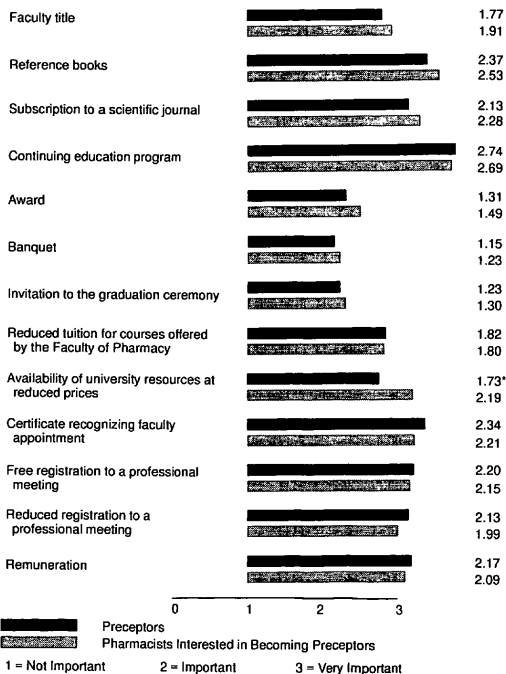 Faculty title 1.77
1.91
Reference books 2.37
2.53
Subscription to a scientific journal 2.13
2.28
Continuing education program 2.74
2.69
Award 1.31
1.49
Banquet 1.15
1.23
Invitation to the graduation ceremony 1.23
1.30
Reduced tuition for courses offered 1.82
by the Faculty of Pharmacy 1.80
Availability of university resources at 1.73*
reduced prices 2.19
Certificate recognizing faculty 2.34
appointment 2.21
Free registration to a professional 2.20
meeting 2.15
Reduced registration to a 2.13
professional meeting 1.99
Remuneration 2.17
2.09
0 1 2 3
Preceptors
Pharmacists Interested in Becoming Preceptors
1 = Not Important 2 = Important 3 = Very Important